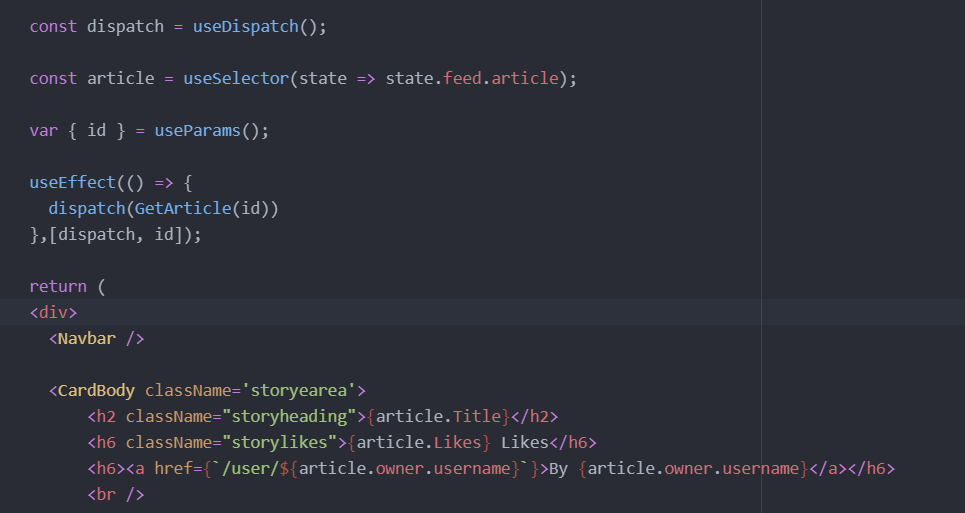 const dispatch = useDispatch();
const article = useSelector(state => state.feed.article);
var { id } = useParams();
useEffect(() => {
dispatch(GetArticle(id))
},[dispatch, id]);
return (
<div>
<Navbar />
<CardBody className='storyearea'>
<h2 className="storyheading">{article.Title}</h2>
<h6 className="storylikes">{article.Likes} Likes</h6>
<h6><a href={`/user/${article.owner.username}`}>By {article.owner.username}</a></h6>
<br />